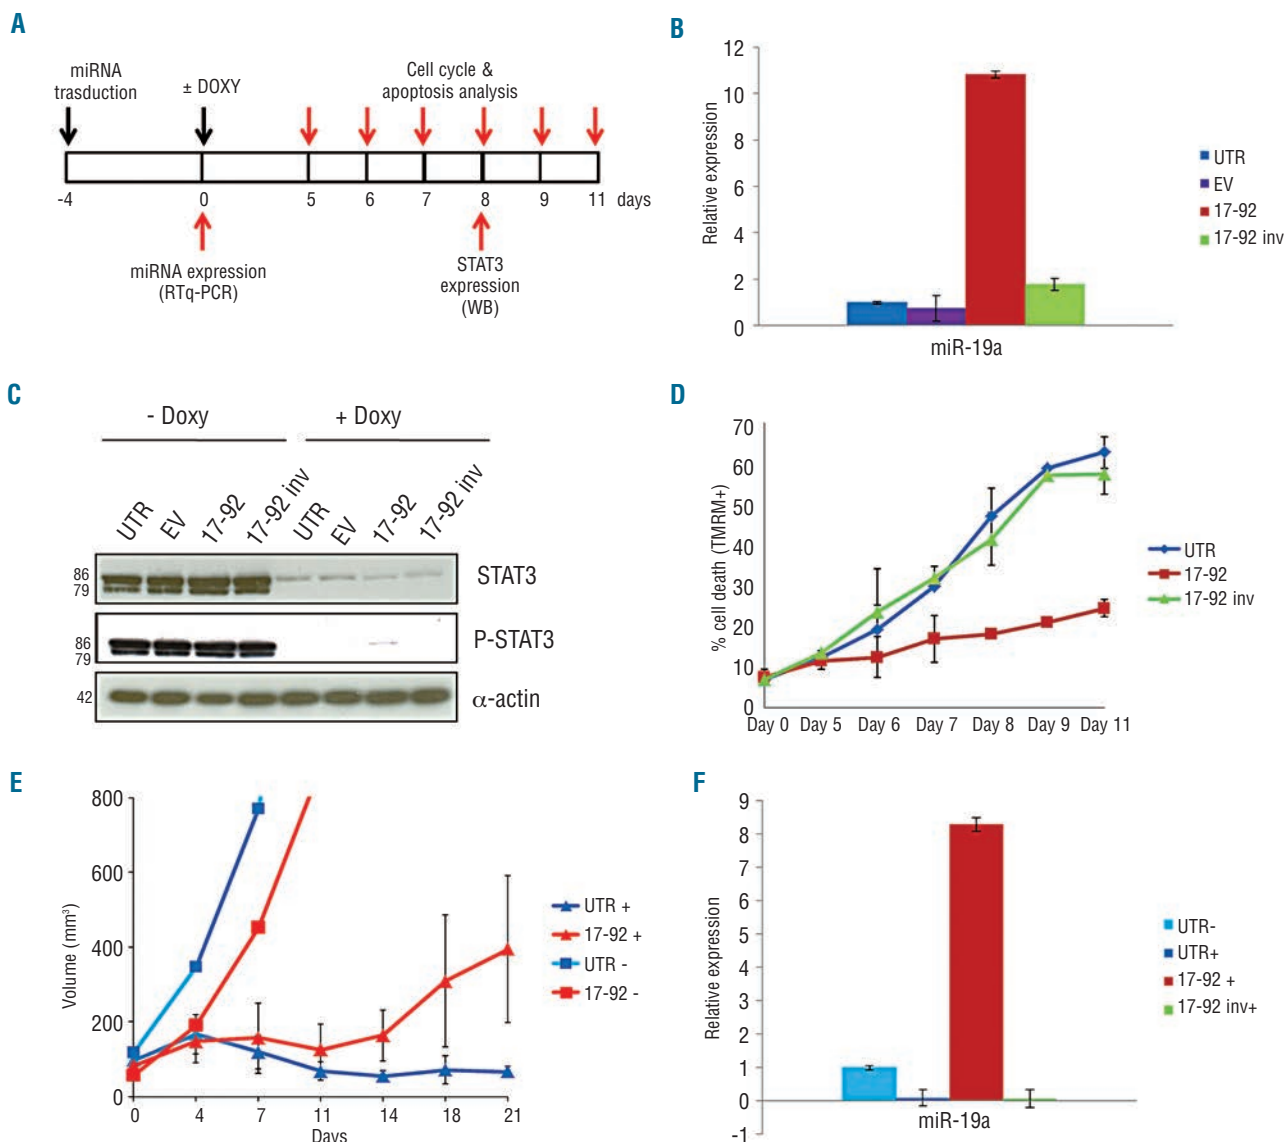 A
miRNA
trasduction
± DOXY
Cell cycle &
apoptosis analysis
-4
0
5
6
7
8
9
11
days
miRNA expression
(RTq-PCR)
STAT3
expression
(WB)
B
Relative expression
12
10
8
6
4
2
0
miR-19a
UTR
EV
17-92
17-92 inv
C
- Doxy
+ Doxy
UTR
EV
17-92
17-92 inv
UTR
EV
17-92
17-92 inv
86
79
STAT3
86
79
P-STAT3
42
α-actin
D
% cell death (TMRM+)
70
60
50
40
30
20
10
0
Day 0
Day 5
Day 6
Day 7
Day 8
Day 9
Day 11
UTR
17-92
17-92 inv
E
Volume (mm³)
800
600
400
200
0
0
4
7
11
14
18
21
Days
UTR +
17-92 +
UTR -
17-92 -
F
Relative expression
9
8
7
6
5
4
3
2
1
0
-1
miR-19a
UTR-
UTR+
17-92 +
17-92 inv+